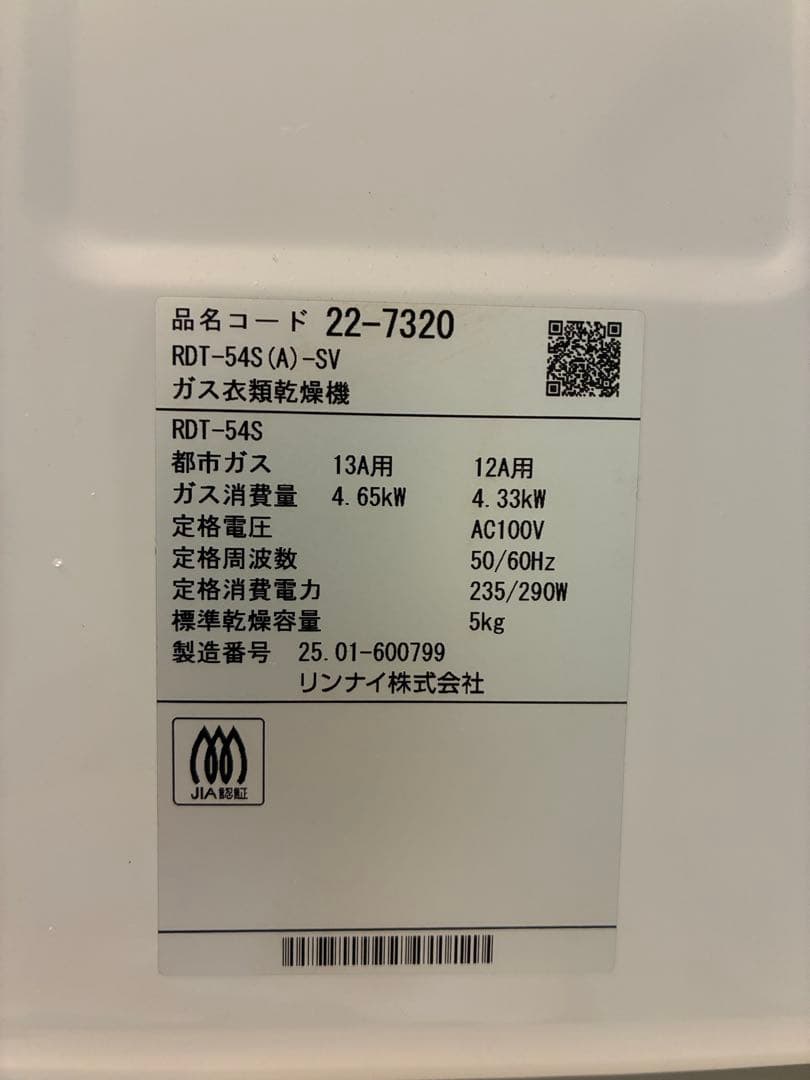 品名コード 22-7320
RDT-54S(A)-SV
ガス衣類乾燥機
RDT-54S
都市ガス 13A用 12A用
ガス消費量 4.65kW 4.33kW
定格電圧 AC100V
定格周波数 50/60Hz
定格消費電力 235/290W
標準乾燥容量 5kg
製造番号 25.01-600799
リンナイ株式会社
JIA認証